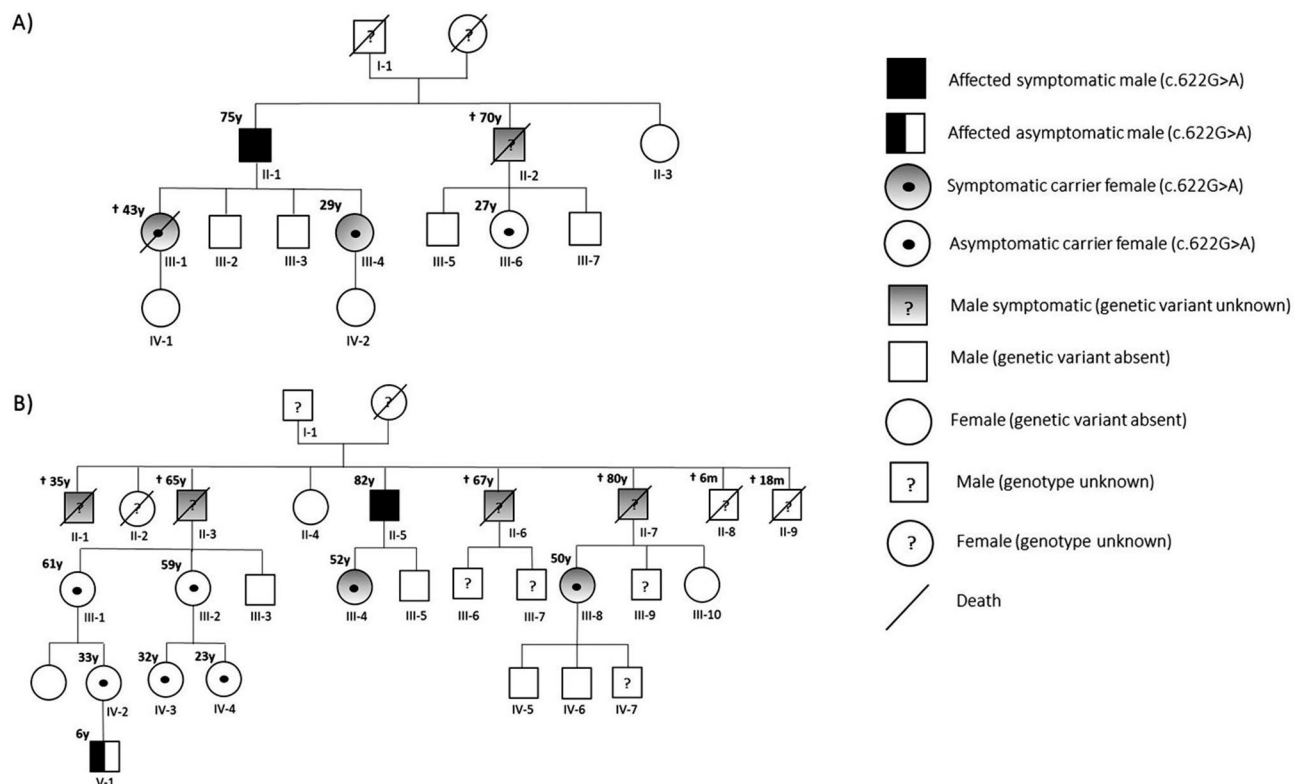 A)
?
?
I-1
75y
† 70y
?
II-1
II-2
II-3
† 43y
29y
27y
III-1
III-2
III-3
III-4
III-5
III-6
III-7
IV-1
IV-2
B)
?
?
I-1
† 35y
† 65y
82y
† 67y
† 80y
† 6m
† 18m
?
?
?
?
?
?
?
II-1
II-2
II-3
II-4
II-5
II-6
II-7
II-8
II-9
61y
59y
52y
50y
?
?
?
III-1
III-2
III-3
III-4
III-5
III-6
III-7
III-8
III-9
III-10
33y
32y
23y
?
IV-2
IV-3
IV-4
IV-5
IV-6
IV-7
6y
V-1
Affected symptomatic male (c.622G>A)
Affected asymptomatic male (c.622G>A)
Symptomatic carrier female (c.622G>A)
Asymptomatic carrier female (c.622G>A)
?
Male symptomatic (genetic variant unknown)
Male (genetic variant absent)
Female (genetic variant absent)
?
Male (genotype unknown)
?
Female (genotype unknown)
Death